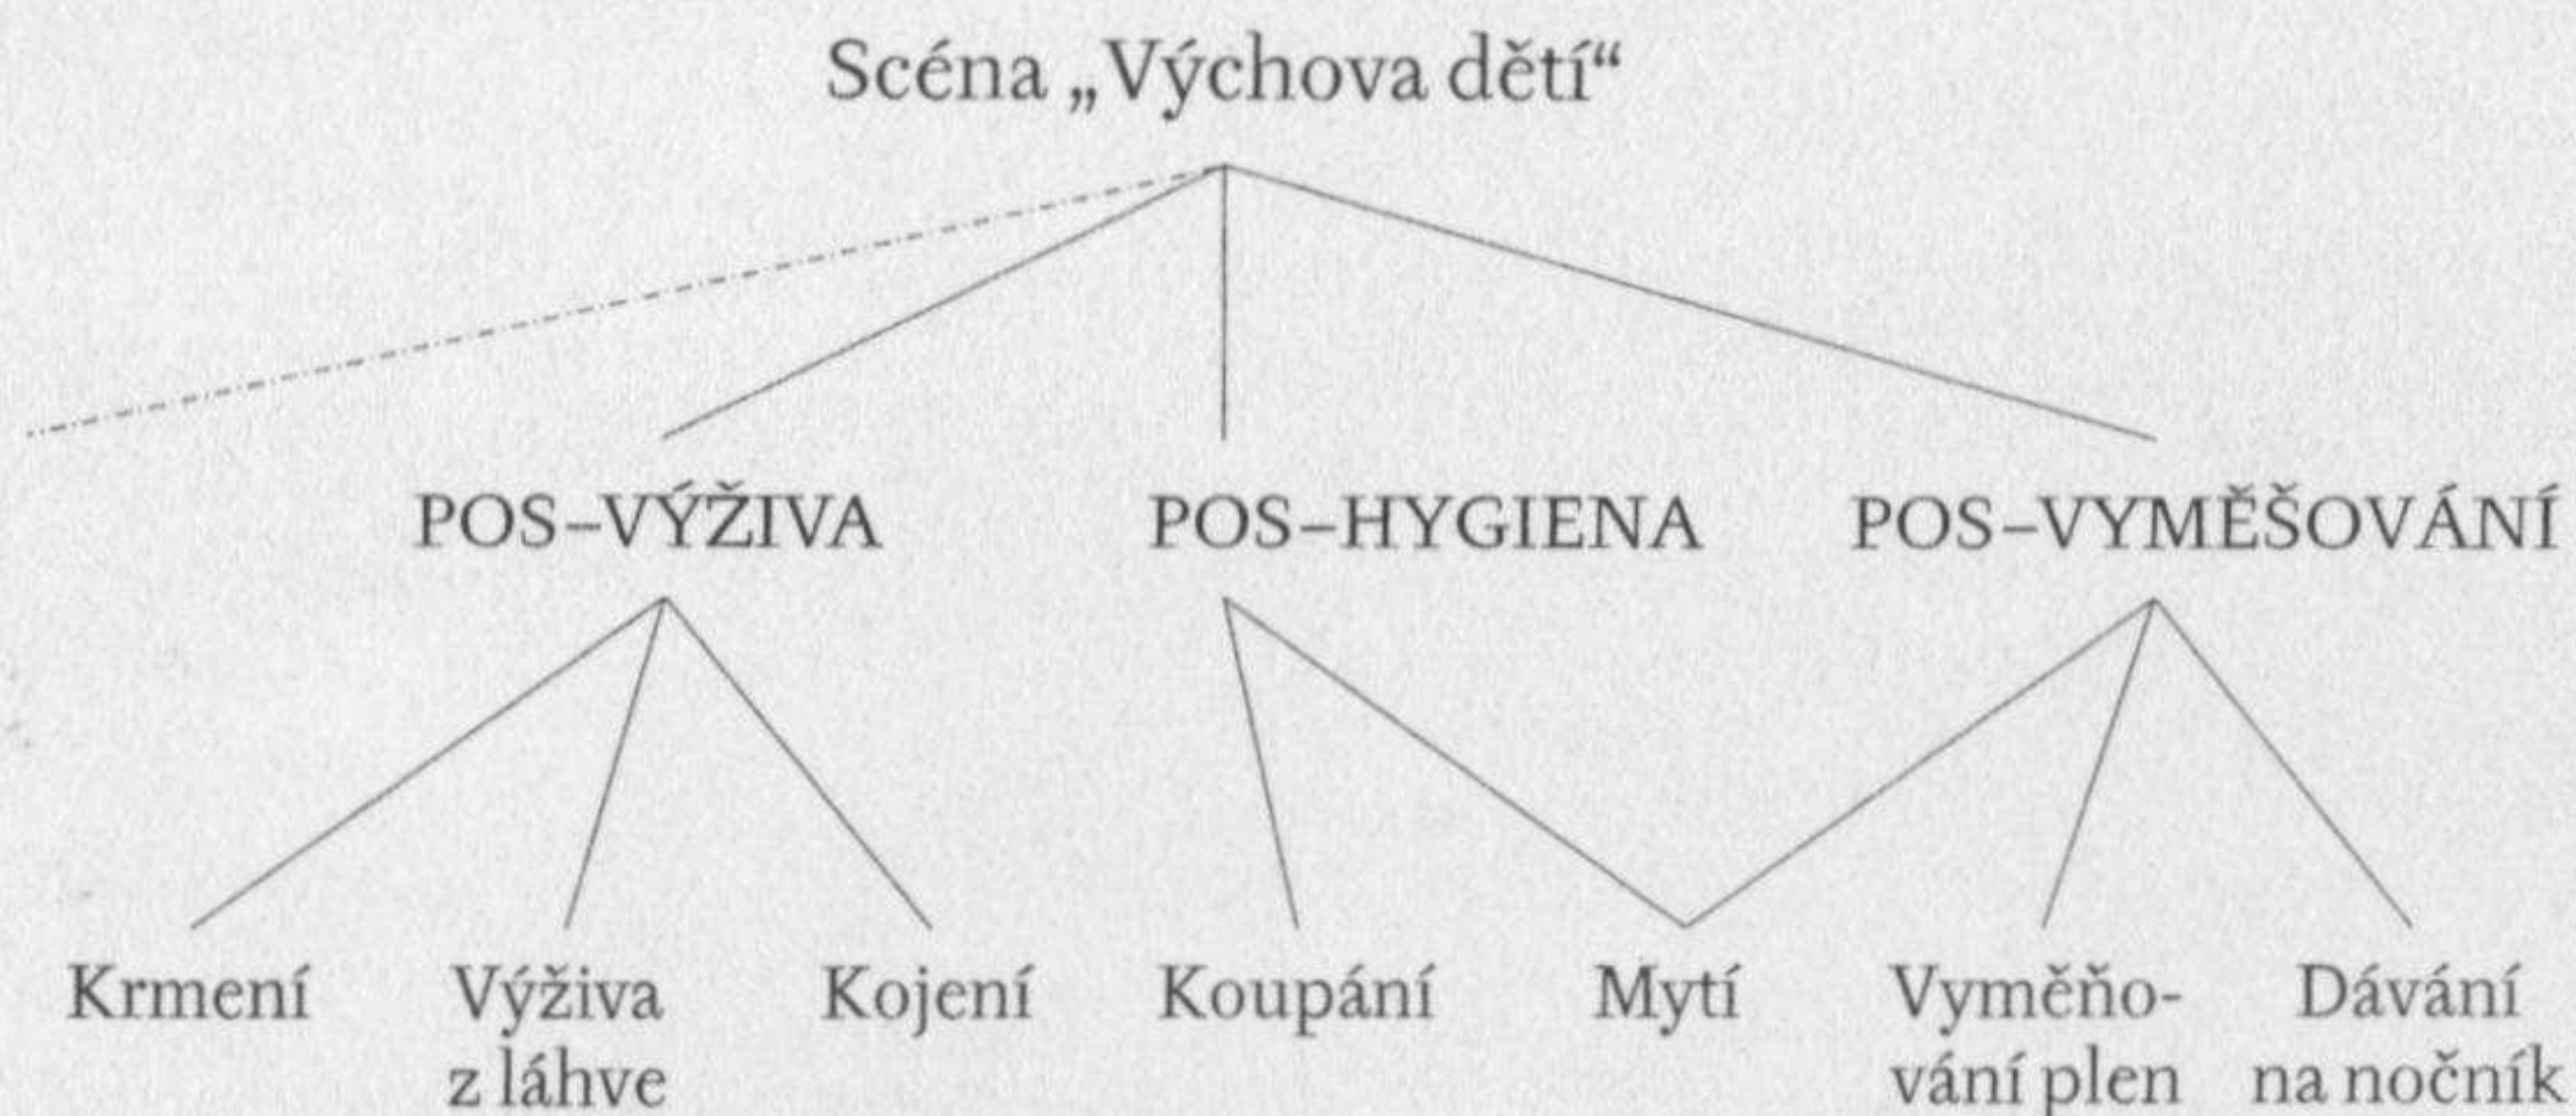 Scéna „Výchova dětí“
POS–VÝŽIVA POS–HYGIENA POS–VYMĚŠOVÁNÍ
Krmení Výživa Kojení Koupání Mytí Vyměňo- Dávání
z láhve vání plen na nočník